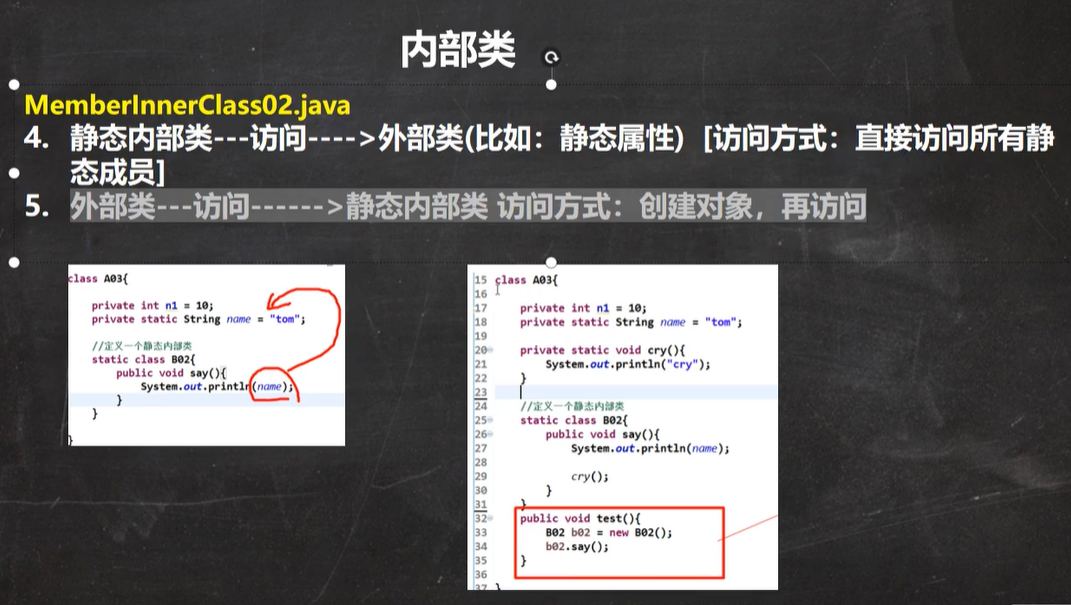 内部类
MemberInnerClass02.java
4. 静态内部类---访问---->外部类(比如：静态属性) [访问方式：直接访问所有静
态成员]
5. 外部类---访问------>静态内部类 访问方式：创建对象，再访问
class A03{
private int n1 = 10;
private static String name = "tom";
//定义一个静态内部类
static class B02{
public void say(){
System.out.println(name);
}
}
}
15 class A03{
16
17 private int n1 = 10;
18 private static String name = "tom";
19
20 private static void cry(){
21 System.out.println("cry");
22 }
23
24 //定义一个静态内部类
25 static class B02{
26 public void say(){
27 System.out.println(name);
28
29 cry();
30 }
31 }
32 public void test(){
33 B02 b02 = new B02();
34 b02.say();
35 }
36
37 }